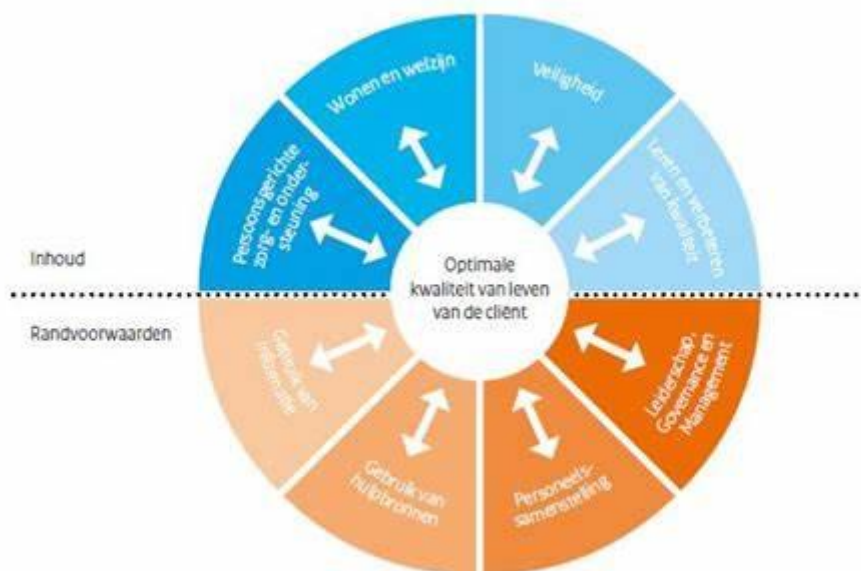 Wonen en welzijn
Veiligheid
Persoonsgerichte
zorg- en onder-
steuning
Leren en verbeteren
van kwaliteit
Inhoud
Optimale
kwaliteit van leven
van de cliënt
Randvoorwaarden
Gebruik van
informatie
Leiderschap,
Governance en
Management
Gebruik van
hulpbronnen
Personeels-
samenstelling